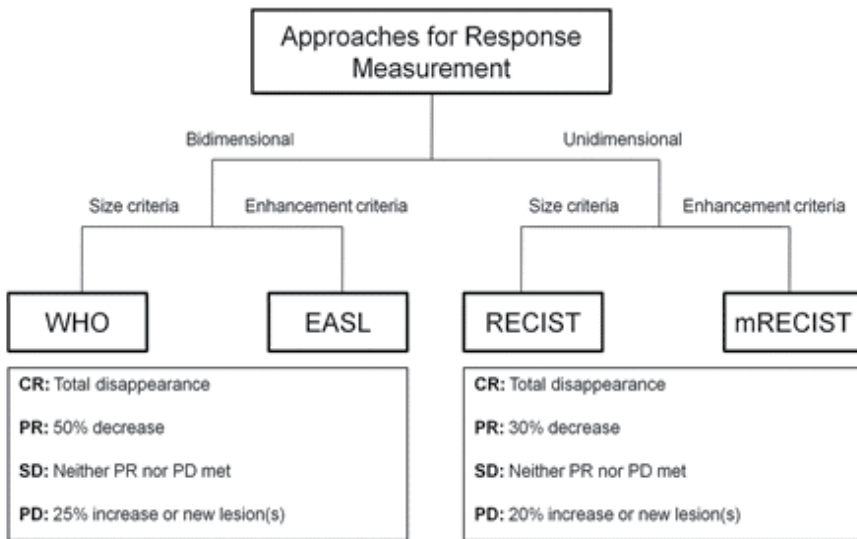 Approaches for Response
Measurement
Bidimensional
Unidimensional
Size criteria
Enhancement criteria
Size criteria
Enhancement criteria
WHO
EASL
RECIST
mRECIST
CR: Total disappearance
PR: 50% decrease
SD: Neither PR nor PD met
PD: 25% increase or new lesion(s)
CR: Total disappearance
PR: 30% decrease
SD: Neither PR nor PD met
PD: 20% increase or new lesion(s)